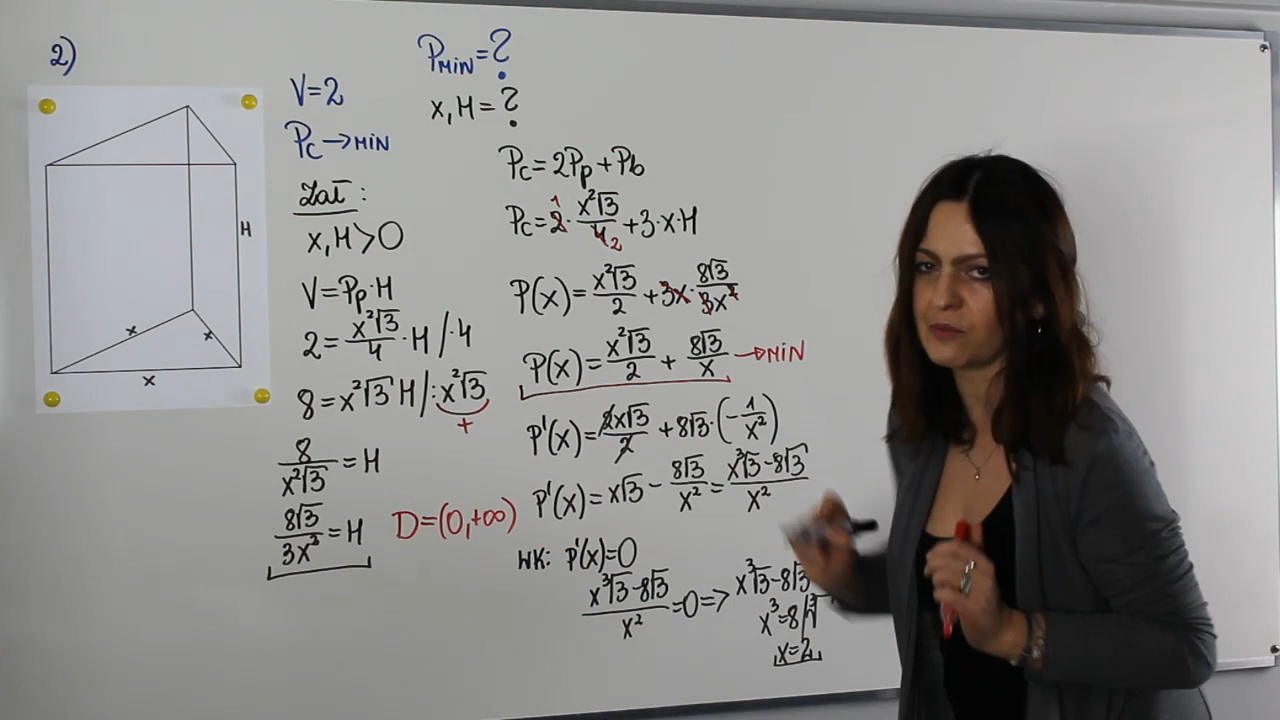 2)
H
x
x
x
V=2
Pc→MIN
Zał:
x,H>0
V=Pp·H
2=x²√3/4·H /·4
8=x²√3 H/:x²√3
+
8/x²√3=H
8√3/3x²=H
D=(0,+∞)
PMIN=?
x,H=?
Pc=2Pp+Pb
Pc=2·x²√3/4+3·x·H
1
2
P(x)=x²√3/2+3x·8√3/3x²
P(x)=x²√3/2+8√3/x→MIN
P'(x)=2x√3/2+8√3·(-1/x²)
P'(x)=x√3-8√3/x²=x³√3-8√3/x²
WK: P'(x)=0
x³√3-8√3/x²=0=>x³√3-8√3
x³=8/∛
x=2